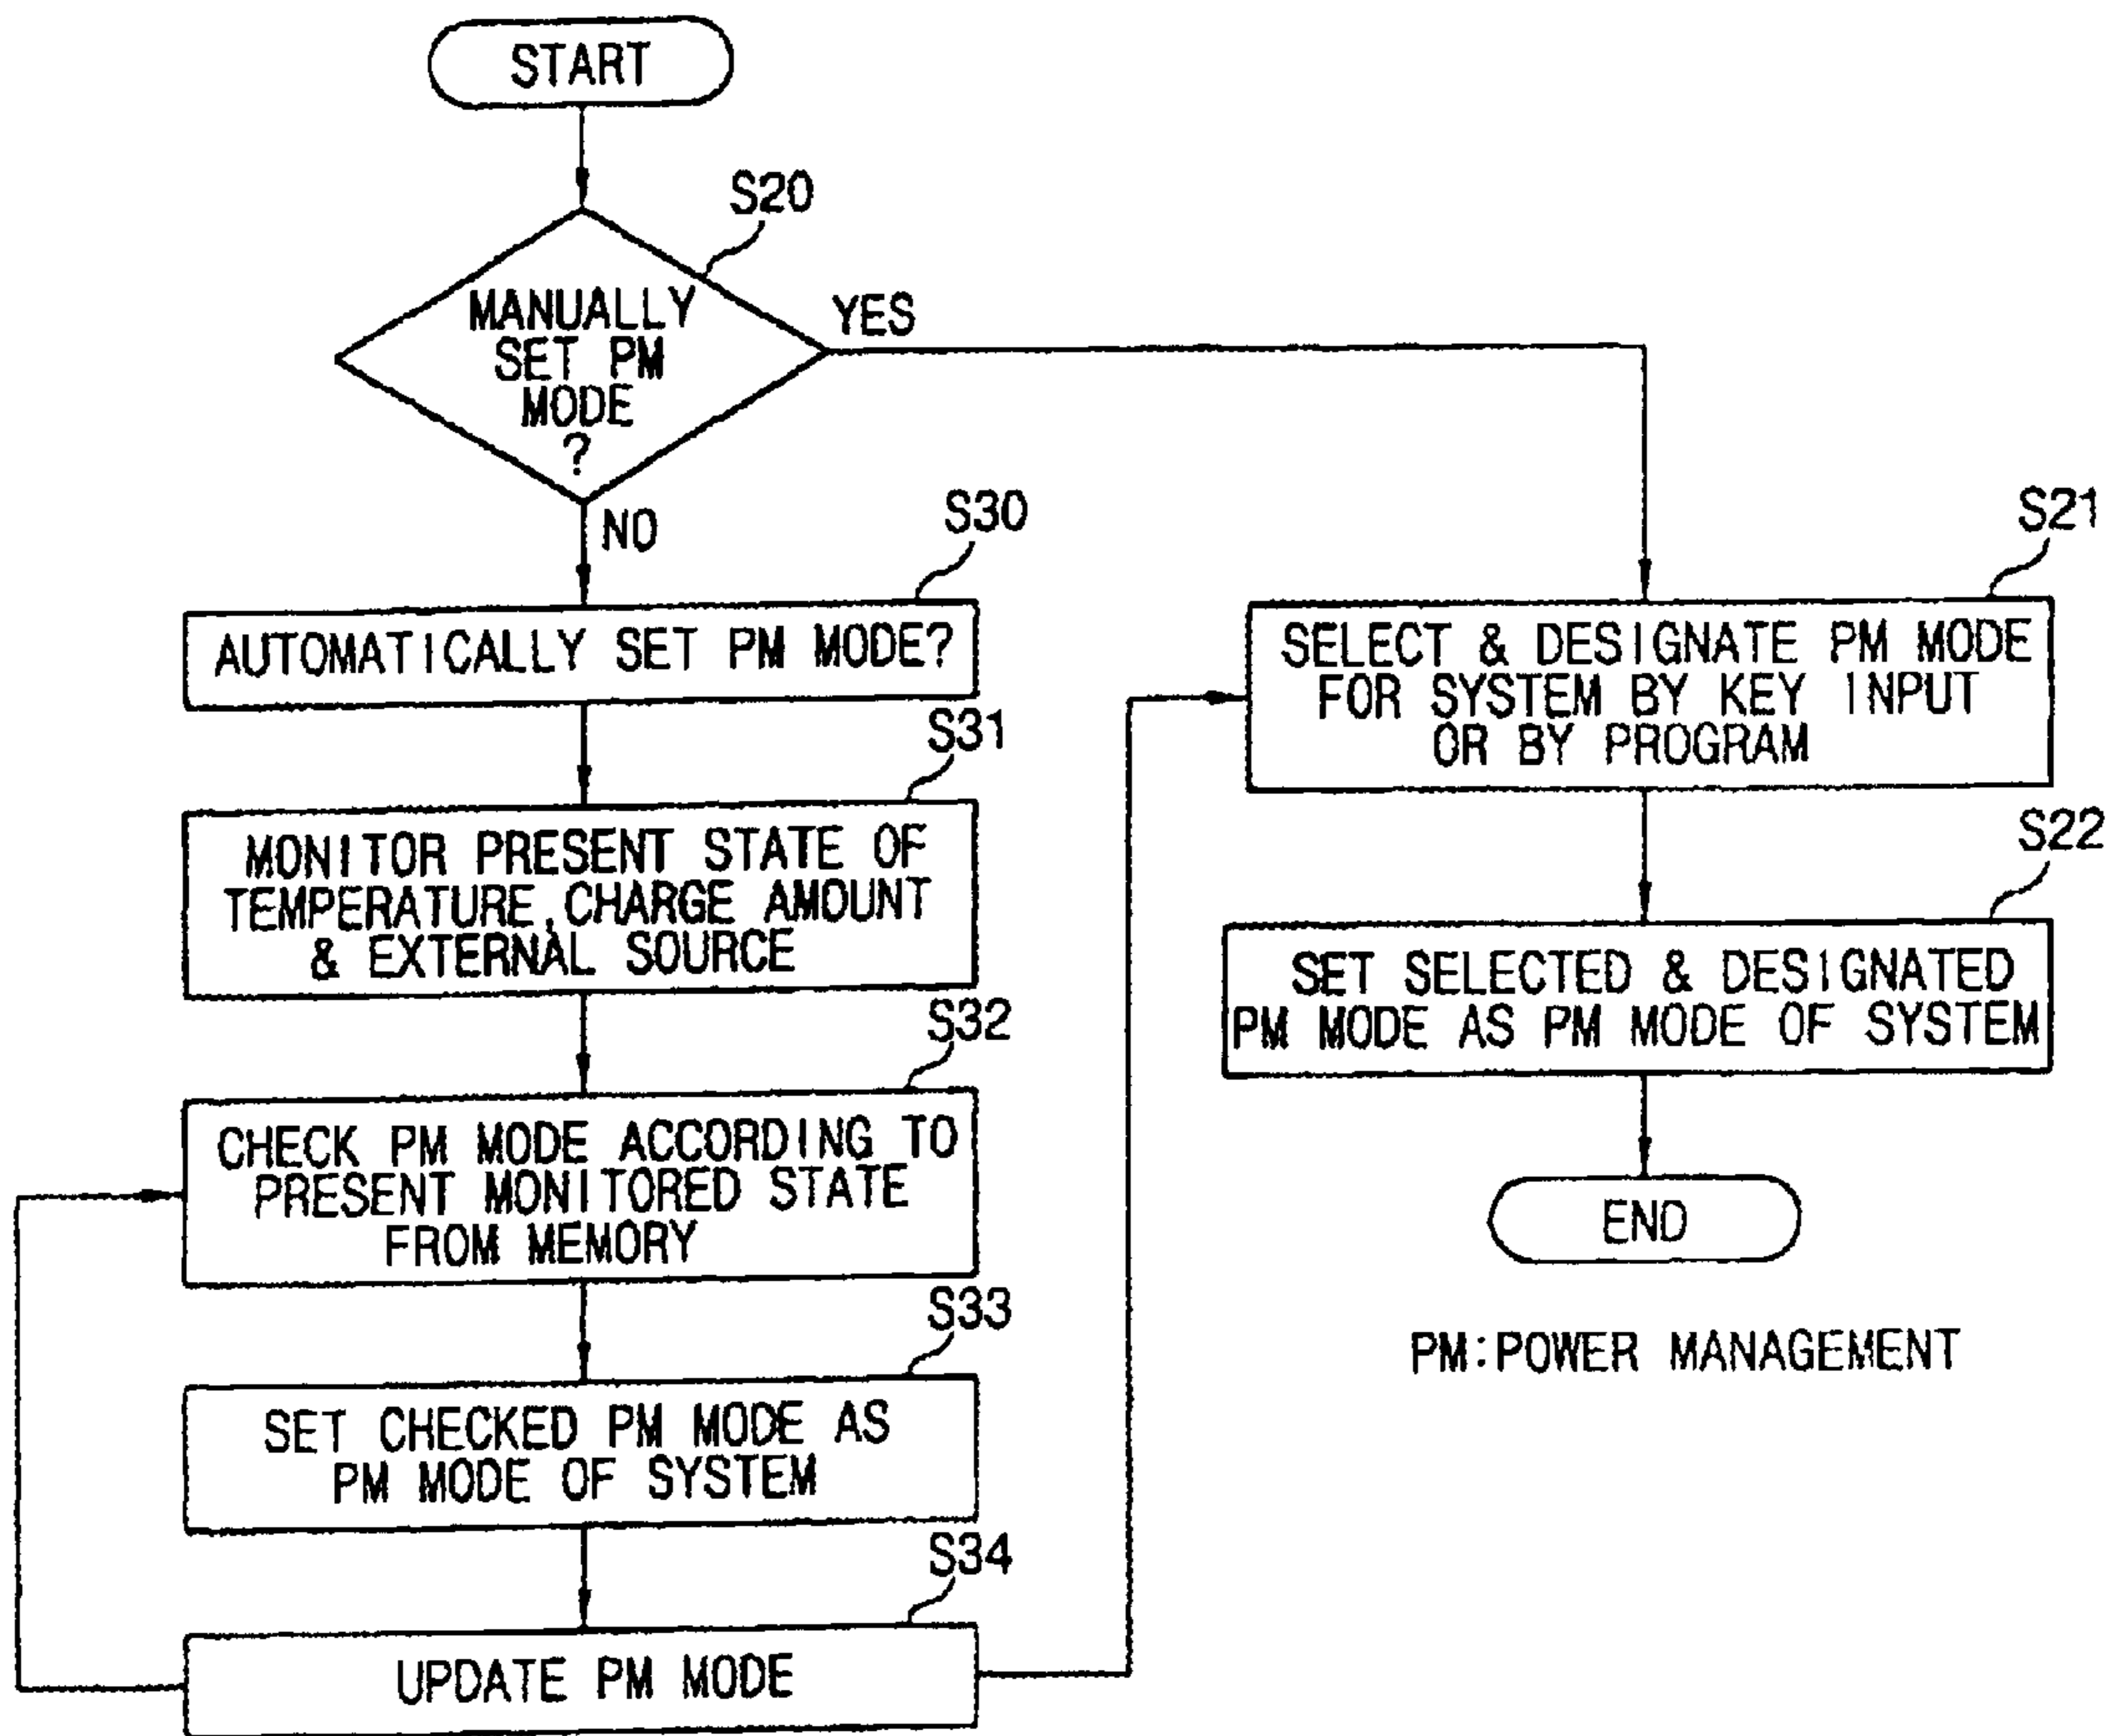 START
S20
MANUALLY
SET PM
MODE
?
YES
NO
S30
AUTOMATICALLY SET PM MODE?
S31
MONITOR PRESENT STATE OF
TEMPERATURE, CHARGE AMOUNT
& EXTERNAL SOURCE
S32
CHECK PM MODE ACCORDING TO
PRESENT MONITORED STATE
FROM MEMORY
S33
SET CHECKED PM MODE AS
PM MODE OF SYSTEM
S34
UPDATE PM MODE
S21
SELECT & DESIGNATE PM MODE
FOR SYSTEM BY KEY INPUT
OR BY PROGRAM
S22
SET SELECTED & DESIGNATED
PM MODE AS PM MODE OF SYSTEM
END
PM:POWER MANAGEMENT